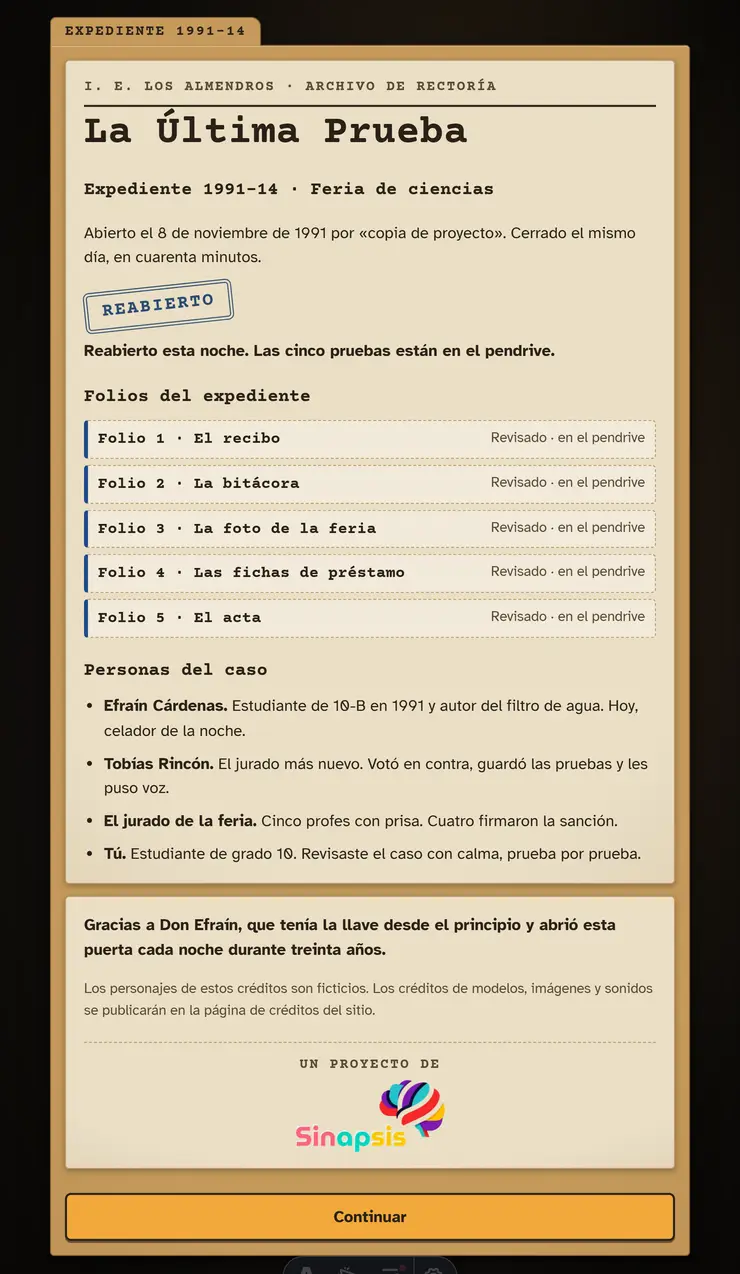 EXPEDIENTE 1991-14
I. E. LOS ALMENDROS · ARCHIVO DE RECTORÍA
La Última Prueba
Expediente 1991-14 · Feria de ciencias
Abierto el 8 de noviembre de 1991 por «copia de proyecto». Cerrado el mismo
día, en cuarenta minutos.
REABIERTO
Reabierto esta noche. Las cinco pruebas están en el pendrive.
Folios del expediente
Folio 1 · El recibo Revisado · en el pendrive
Folio 2 · La bitácora Revisado · en el pendrive
Folio 3 · La foto de la feria Revisado · en el pendrive
Folio 4 · Las fichas de préstamo Revisado · en el pendrive
Folio 5 · El acta Revisado · en el pendrive
Personas del caso
• Efraín Cárdenas. Estudiante de 10-B en 1991 y autor del filtro de agua. Hoy,
celador de la noche.
• Tobías Rincón. El jurado más nuevo. Votó en contra, guardó las pruebas y les
puso voz.
• El jurado de la feria. Cinco profes con prisa. Cuatro firmaron la sanción.
• Tú. Estudiante de grado 10. Revisaste el caso con calma, prueba por prueba.
Gracias a Don Efraín, que tenía la llave desde el principio y abrió esta
puerta cada noche durante treinta años.
Los personajes de estos créditos son ficticios. Los créditos de modelos, imágenes y sonidos
se publicarán en la página de créditos del sitio.
UN PROYECTO DE
Sinapsis
Continuar